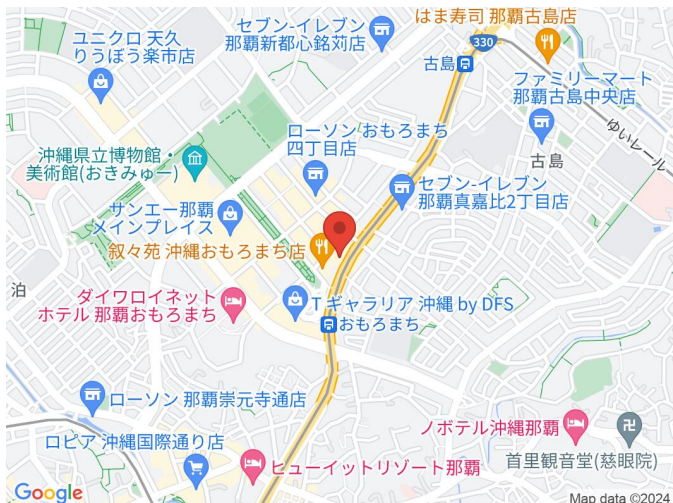 はま寿司 那覇古島店
セブン-イレブン
那覇新都心銘苅店
ユニクロ 天久
りうぼう楽市店
330
古島
ファミリーマート
那覇古島中央店
ゆいレール
ローソン おもろまち
四丁目店
古島
沖縄県立博物館・
美術館(おきみゅー)
セブン-イレブン
那覇真嘉比2丁目店
サンエー那覇
メインプレイス
叙々苑 沖縄おもろまち店
泊
ダイワロイネット
ホテル 那覇おもろまち
T ギャラリア 沖縄 by DFS
おもろまち
ローソン 那覇崇元寺通店
ノボテル沖縄那覇
ロピア 沖縄国際通り店
首里観音堂(慈眼院)
ヒューイットリゾート那覇
Google
Map data ©2024